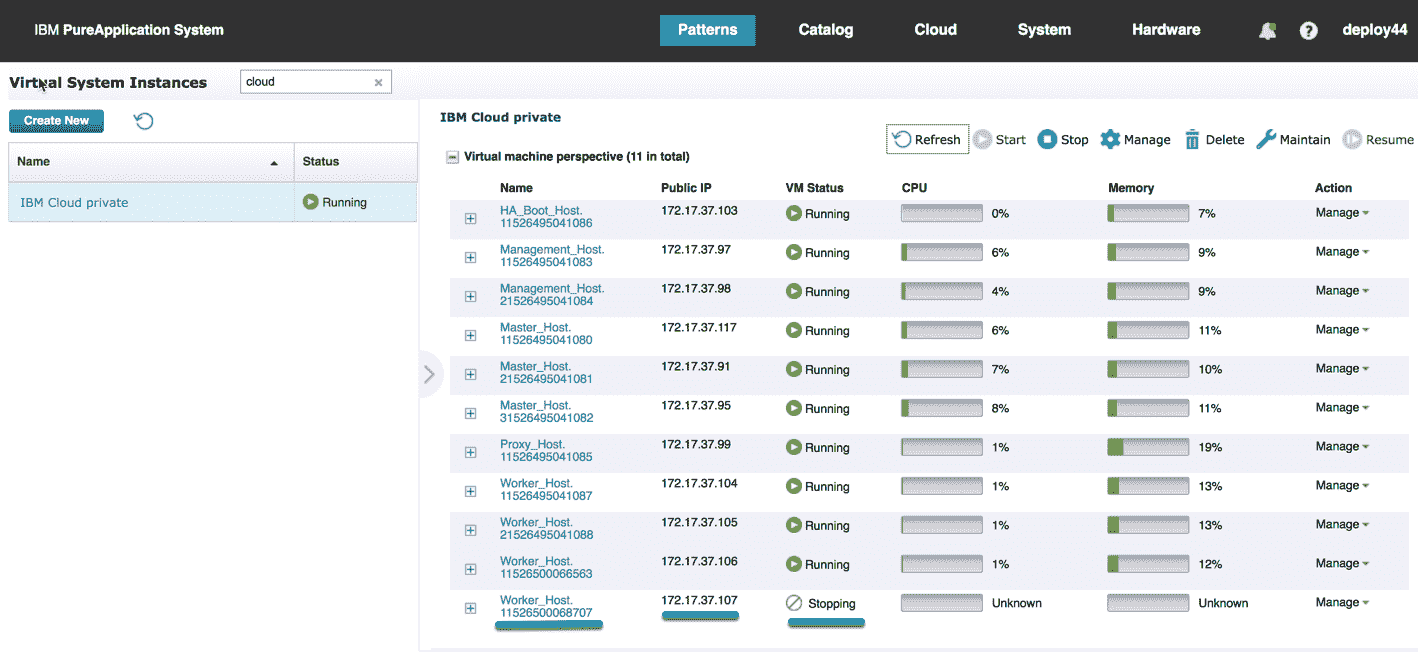 IBM PureApplication System
Patterns
Catalog
Cloud
System
Hardware
deploy44
Virtual System Instances
cloud
Create New
Name
Status
IBM Cloud private
Running
IBM Cloud private
Refresh
Start
Stop
Manage
Delete
Maintain
Resume
Virtual machine perspective (11 in total)
Name Public IP VM Status CPU Memory Action
HA_Boot_Host. 172.17.37.103 Running 0% 7% Manage
11526495041086
Management_Host. 172.17.37.97 Running 6% 9% Manage
11526495041083
Management_Host. 172.17.37.98 Running 4% 9% Manage
21526495041084
Master_Host. 172.17.37.117 Running 6% 11% Manage
11526495041080
Master_Host. 172.17.37.91 Running 7% 10% Manage
21526495041081
Master_Host. 172.17.37.95 Running 8% 11% Manage
31526495041082
Proxy_Host. 172.17.37.99 Running 1% 19% Manage
11526495041085
Worker_Host. 172.17.37.104 Running 1% 13% Manage
11526495041087
Worker_Host. 172.17.37.105 Running 1% 13% Manage
21526495041088
Worker_Host. 172.17.37.106 Running 1% 12% Manage
11526500066563
Worker_Host. 172.17.37.107 Stopping Unknown Unknown Manage
11526500068707